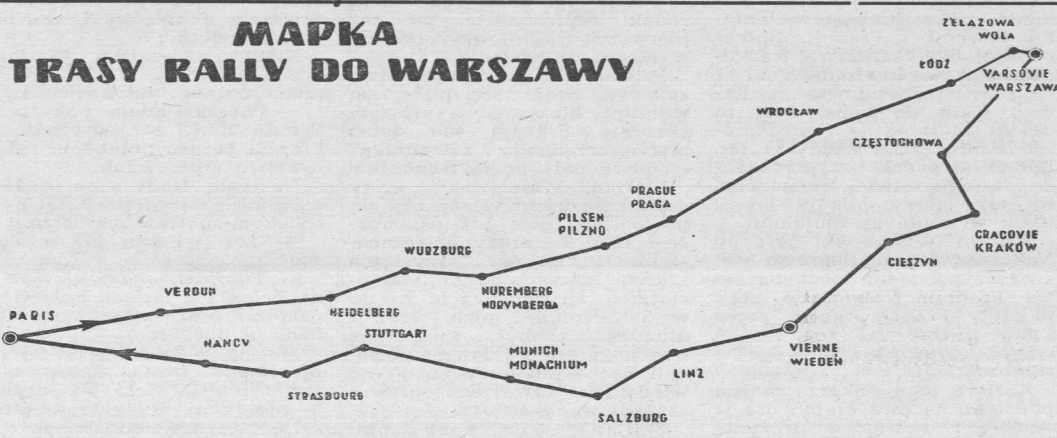 MAPKA
TRASY RALLY DO WARSZAWY
ŻELAZOWA
WOLA
ŁÓDŹ
VARSOVIE
WARSZAWA
WROCŁAW
CZĘSTOCHOWA
PRAGUE
PRAGA
PILSEN
PILZNO
CRACOVIE
KRAKÓW
CIESZYN
WURZBURG
NUREMBERG
NORYMBERGA
VERDUN
HEIDELBERG
PARIS
STUTTGART
NANCY
MUNICH
MONACHIUM
VIENNE
WIEDEŃ
LINZ
STRASBOURG
SALZBURG